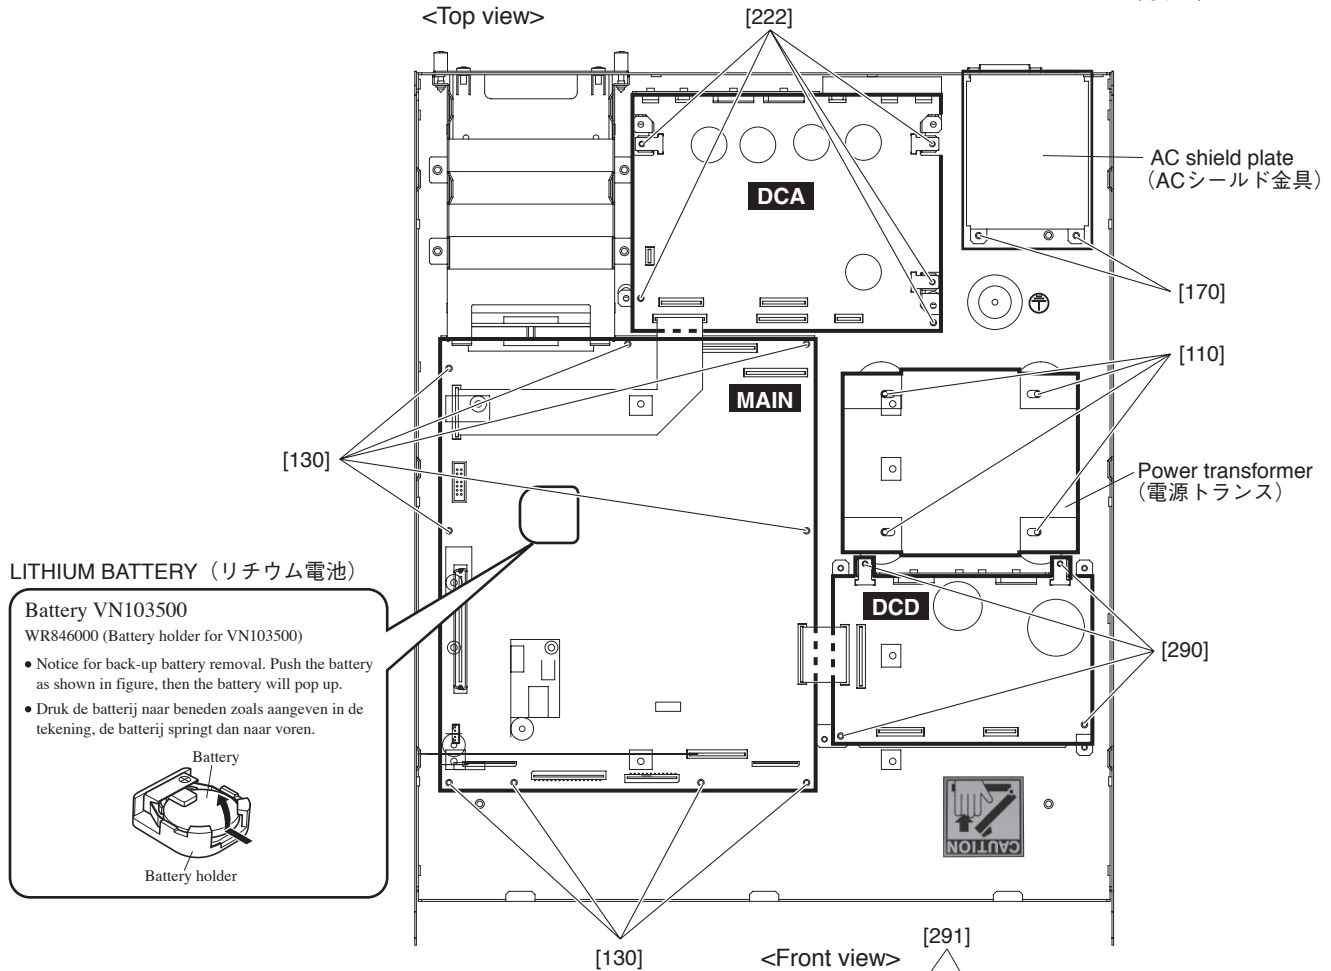 <Top view>
[222]
AC shield plate
（ACシールド金具）
DCA
[170]
[110]
MAIN
[130]
Power transformer
（電源トランス）
LITHIUM BATTERY（リチウム電池）
Battery VN103500
WR846000 (Battery holder for VN103500)
• Notice for back-up battery removal. Push the battery
as shown in figure, then the battery will pop up.
• Druk de batterij naar beneden zoals aangeven in de
tekening, de batterij springt dan naar voren.
Battery
Battery holder
DCD
[290]
CAUTION
[130]
<Front view>
[291]